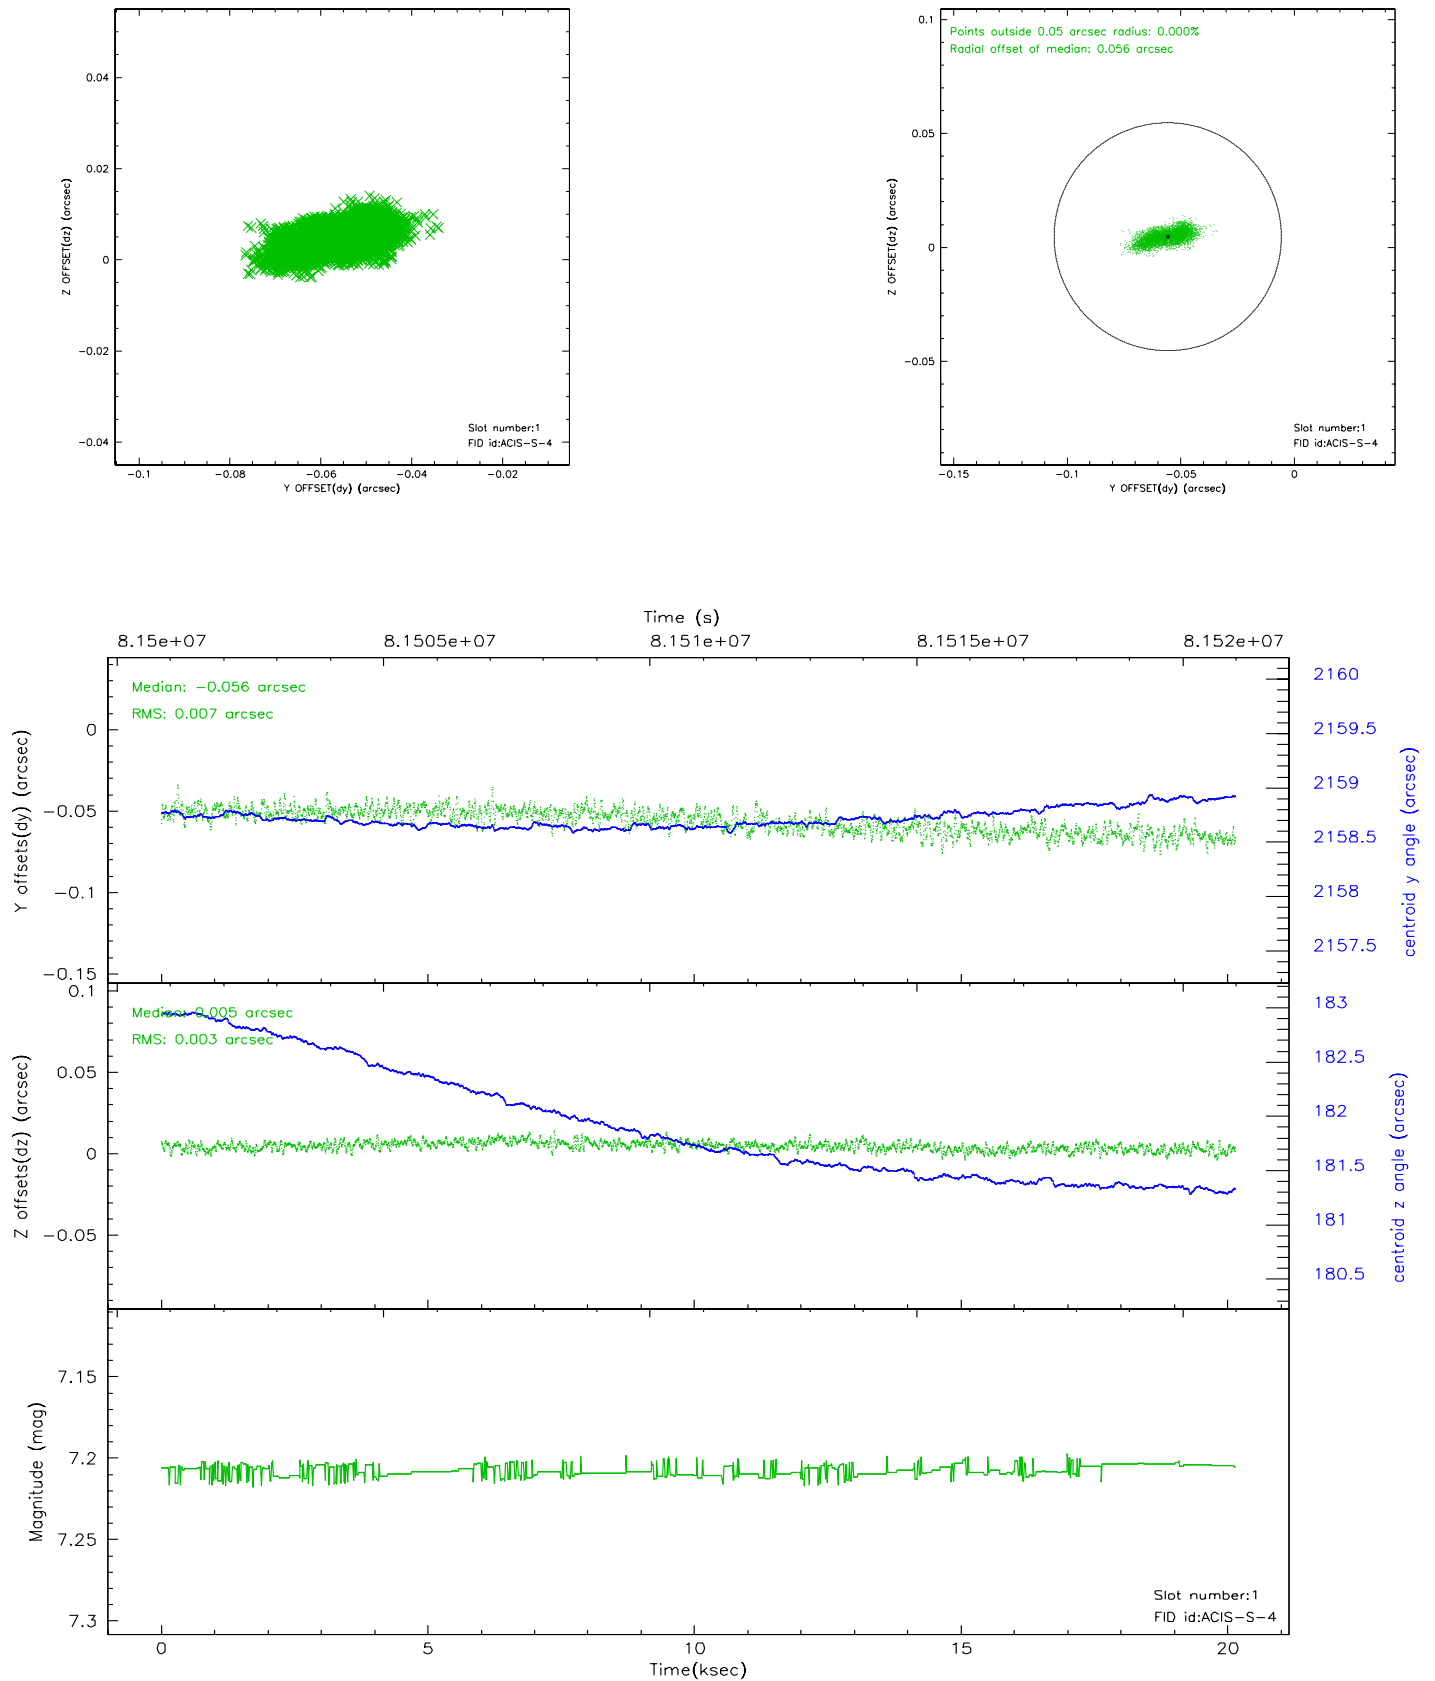 0.04
0.02
0
-0.02
-0.04
Z OFFSET(dz) (arcsec)
Slot number:1
FID id:ACIS-S-4
-0.1
-0.08
-0.06
-0.04
-0.02
Y OFFSET(dy) (arcsec)
Points outside 0.05 arcsec radius: 0.000%
Radial offset of median: 0.056 arcsec
0.1
0.05
0
-0.05
Z OFFSET(dz) (arcsec)
Slot number:1
FID id:ACIS-S-4
-0.15
-0.1
-0.05
0
Y OFFSET(dy) (arcsec)
Time (s)
8.15e+07
8.1505e+07
8.151e+07
8.1515e+07
8.152e+07
Median: -0.056 arcsec
RMS: 0.007 arcsec
0
-0.05
-0.1
-0.15
Y offsets(dy) (arcsec)
2160
2159.5
2159
2158.5
2158
2157.5
centroid y angle (arcsec)
Median: 0.005 arcsec
RMS: 0.003 arcsec
0.1
0.05
0
-0.05
Z offsets(dz) (arcsec)
183
182.5
182
181.5
181
180.5
centroid z angle (arcsec)
7.15
7.2
7.25
7.3
Magnitude (mag)
Slot number:1
FID id:ACIS-S-4
0
5
10
15
20
Time(ksec)